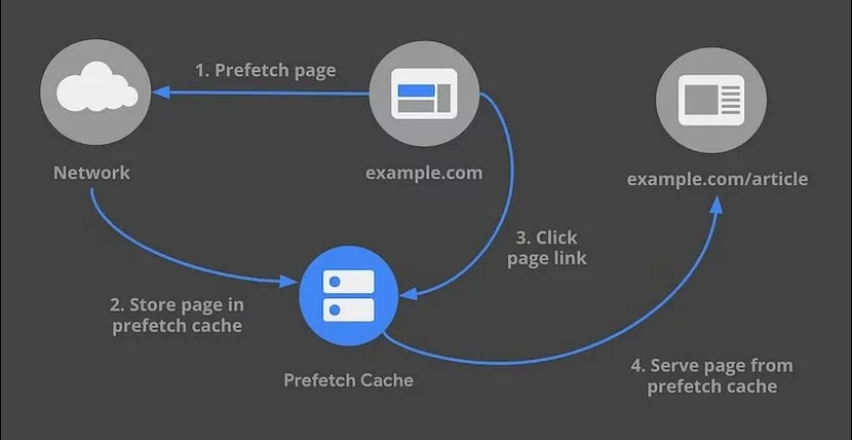 1. Prefetch page
Network
example.com
example.com/article
3. Click
page link
2. Store page in
prefetch cache
Prefetch Cache
4. Serve page from
prefetch cache